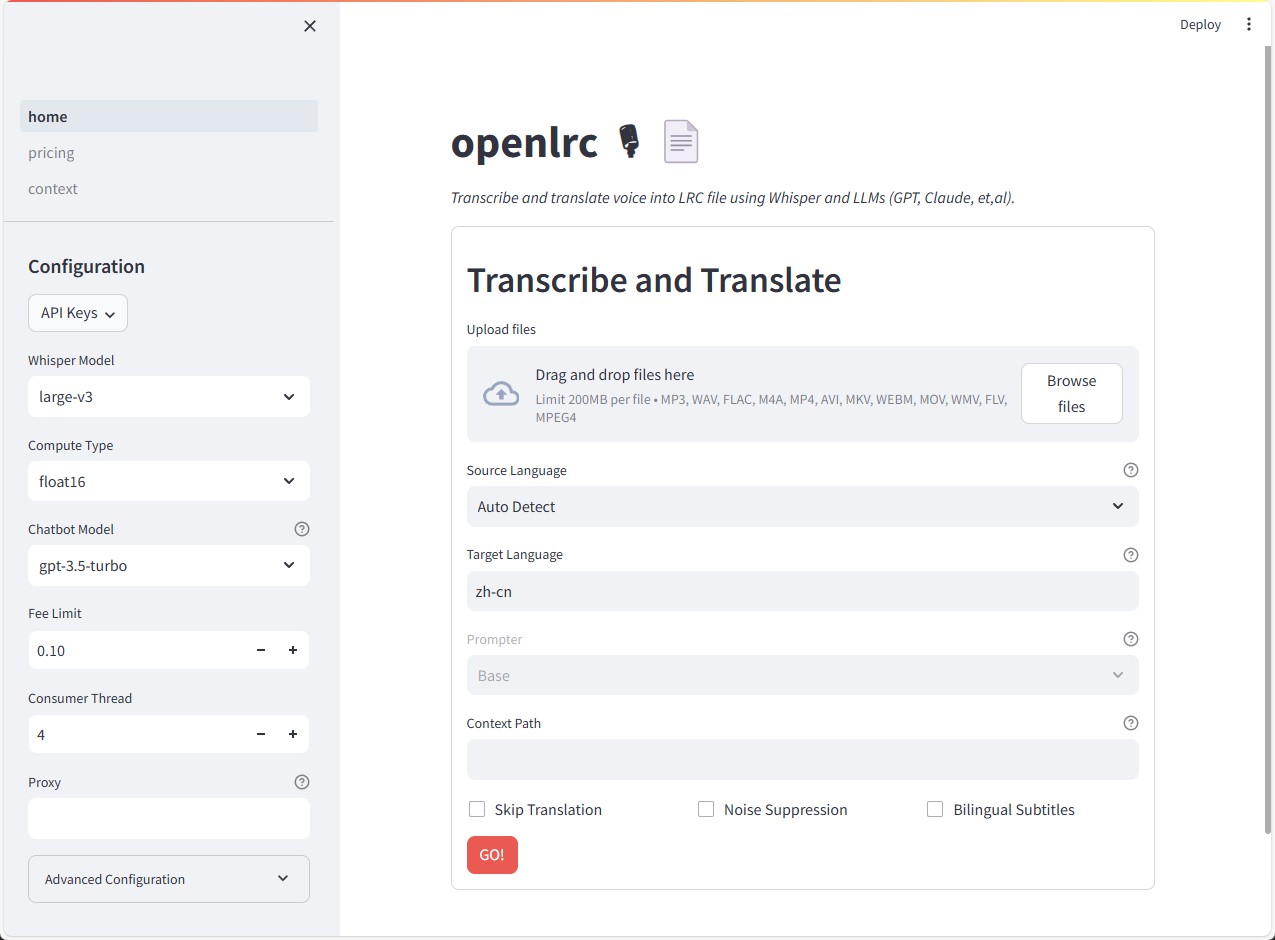 Deploy
home
pricing
context
Configuration
API Keys
Whisper Model
large-v3
Compute Type
float16
Chatbot Model
gpt-3.5-turbo
Fee Limit
0.10
Consumer Thread
4
Proxy
Advanced Configuration
openlrc
Transcribe and translate voice into LRC file using Whisper and LLMs (GPT, Claude, et,al).
Transcribe and Translate
Upload files
Drag and drop files here
Limit 200MB per file • MP3, WAV, FLAC, M4A, MP4, AVI, MKV, WEBM, MOV, WMV, FLV,
MPEG4
Browse
files
Source Language
Auto Detect
Target Language
zh-cn
Prompter
Base
Context Path
Skip Translation
Noise Suppression
Bilingual Subtitles
GO!